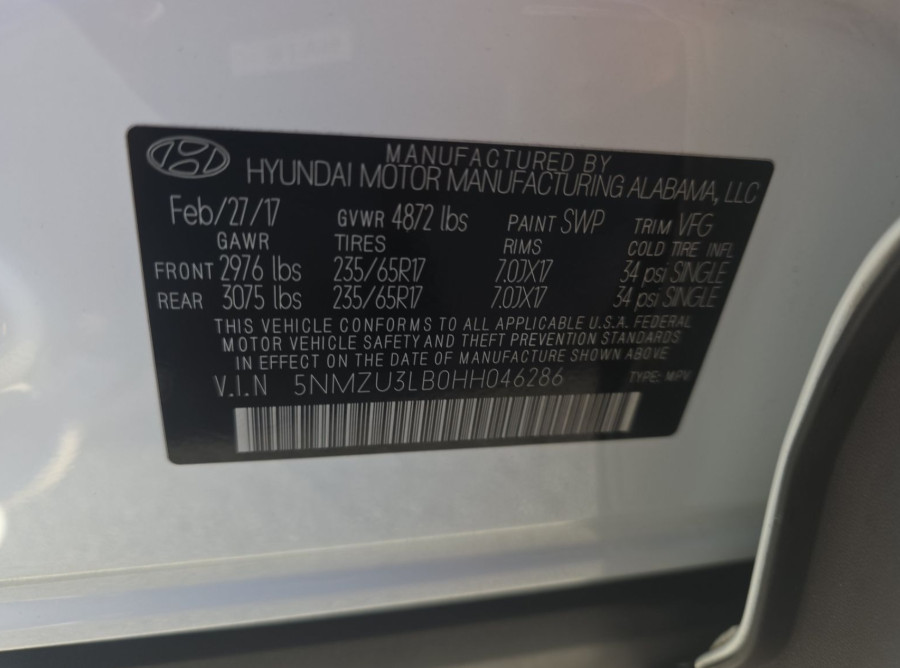 MANUFACTURED BY
HYUNDAI MOTOR MANUFACTURING ALABAMA, LLC
Feb/27/17 GVWR 4872 lbs PAINT SWP TRIM VFG
GAWR TIRES RIMS COLD TIRE INFL
FRONT 2976 lbs 235/65R17 7.0JX17 34 psi SINGLE
REAR 3075 lbs 235/65R17 7.0JX17 34 psi SINGLE
THIS VEHICLE CONFORMS TO ALL APPLICABLE U.S.A. FEDERAL
MOTOR VEHICLE SAFETY AND THEFT PREVENTION STANDARDS
IN EFFECT ON THE DATE OF MANUFACTURE SHOWN ABOVE
V.I.N 5NMZU3LB0HH046286 TYPE: MPV